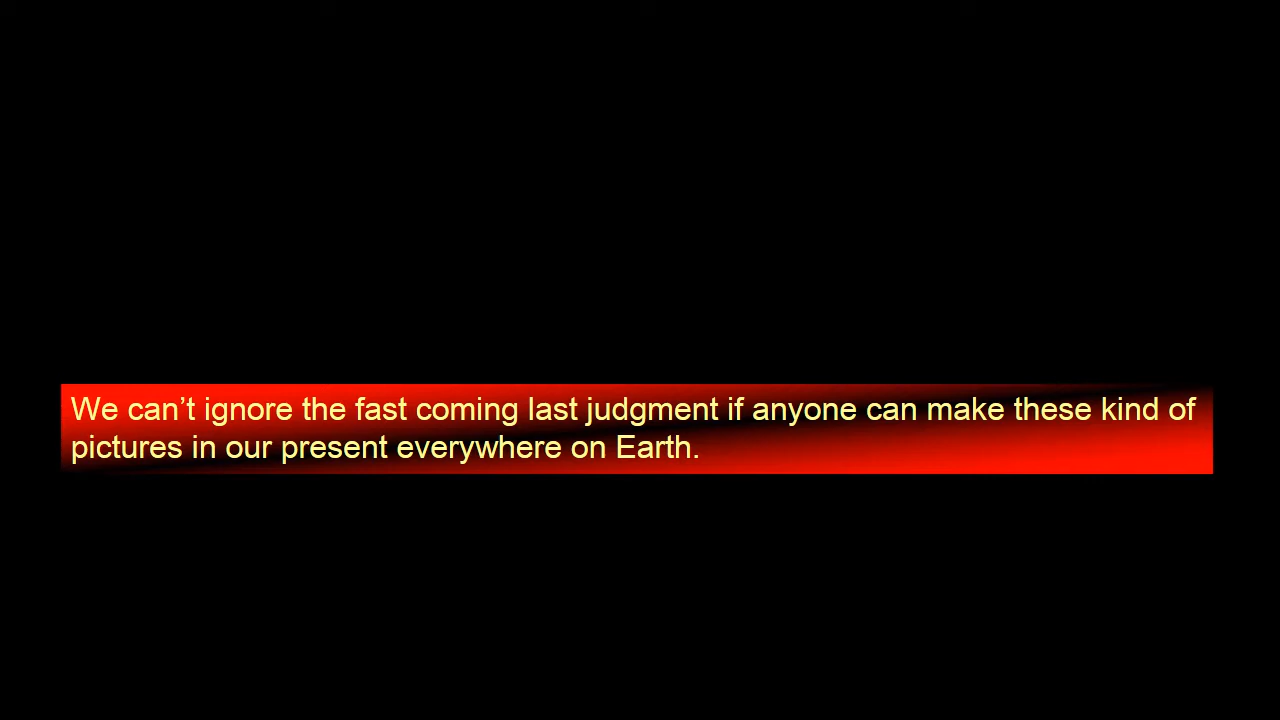 We can’t ignore the fast coming last judgment if anyone can make these kind of
pictures in our present everywhere on Earth.